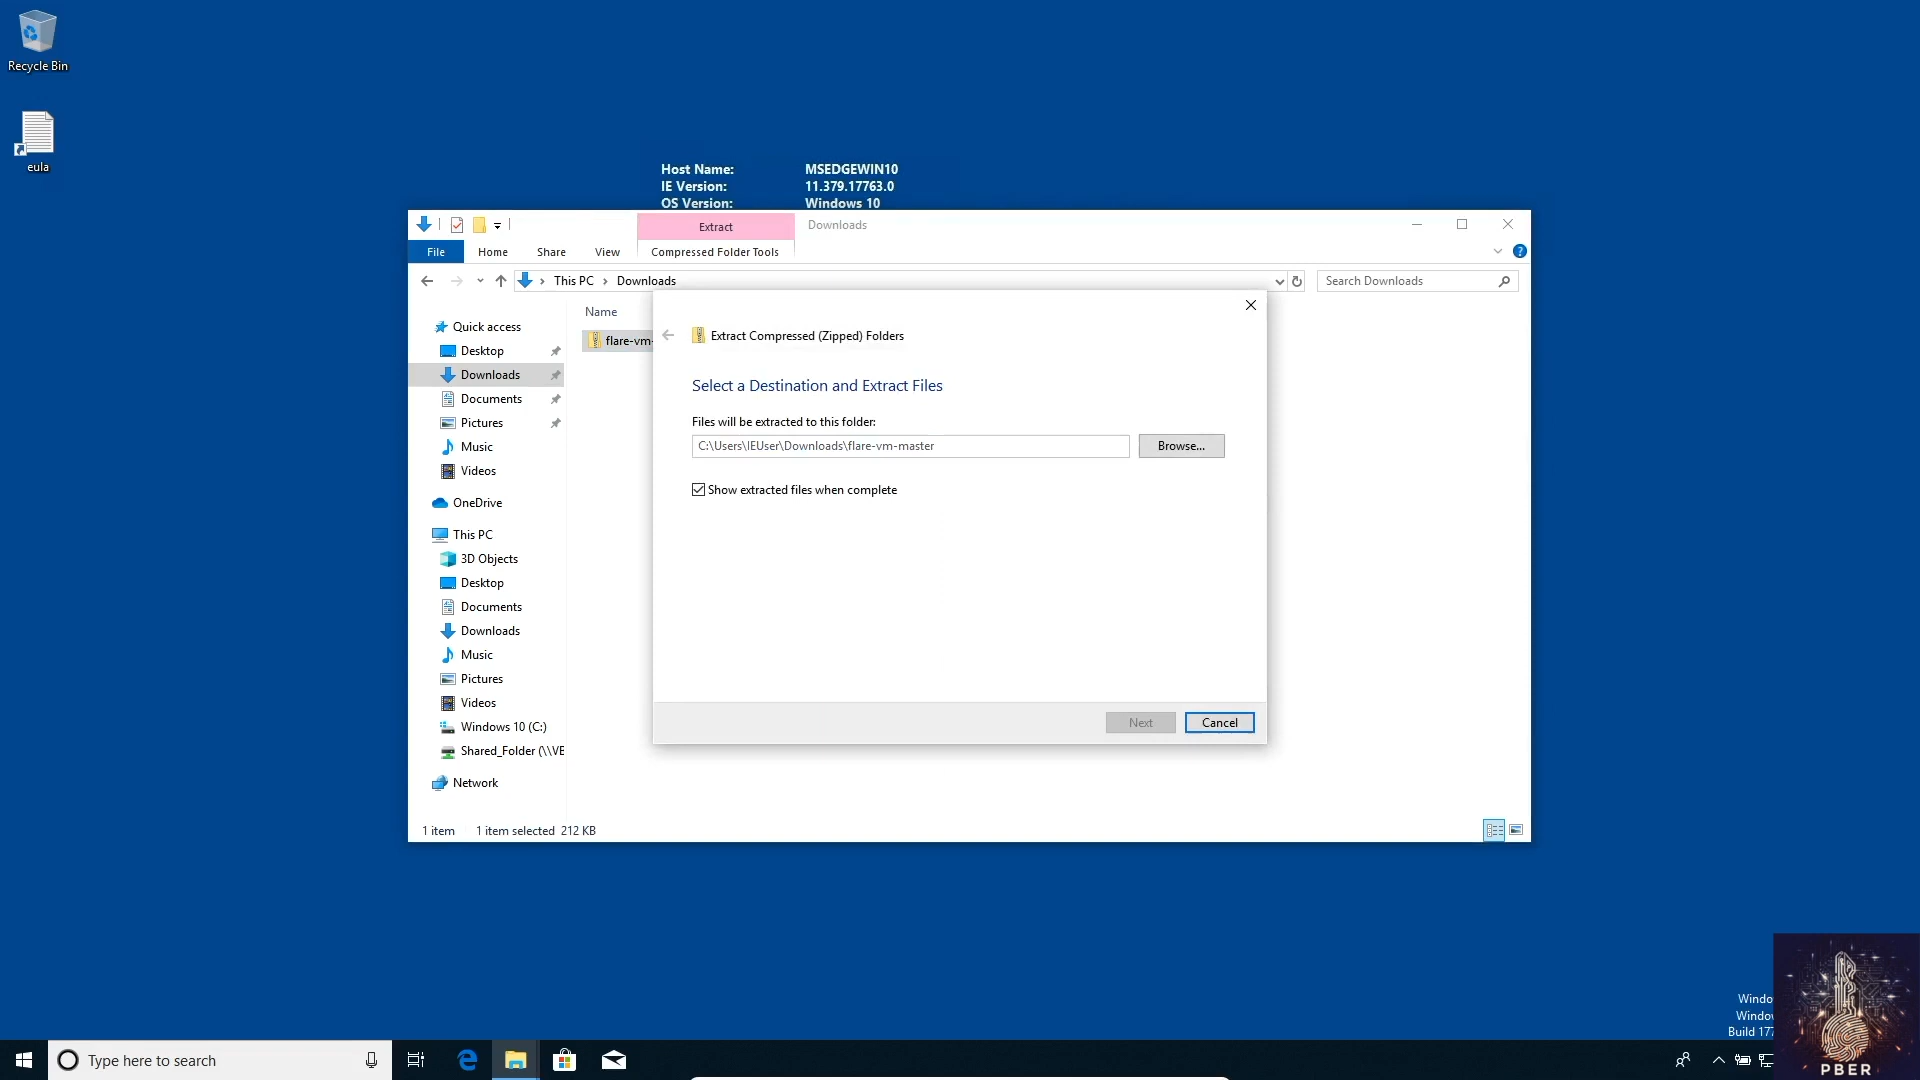 Recycle Bin
eula
Host Name: MSEDGEWIN10
IE Version: 11.379.17763.0
OS Version: Windows 10
Extract
Downloads
File
Home
Share
View
Compressed Folder Tools
This PC
Downloads
Search Downloads
Name
flare-vm-
Quick access
Desktop
Downloads
Documents
Pictures
Music
Videos
OneDrive
This PC
3D Objects
Desktop
Documents
Downloads
Music
Pictures
Videos
Windows 10 (C:)
Shared_Folder (\\VE
Network
Extract Compressed (Zipped) Folders
Select a Destination and Extract Files
Files will be extracted to this folder:
C:\Users\IEUser\Downloads\flare-vm-master
Browse...
Show extracted files when complete
Next
Cancel
1 item
1 item selected 212 KB
Windo
Windo
Build 177
PBER
Type here to search